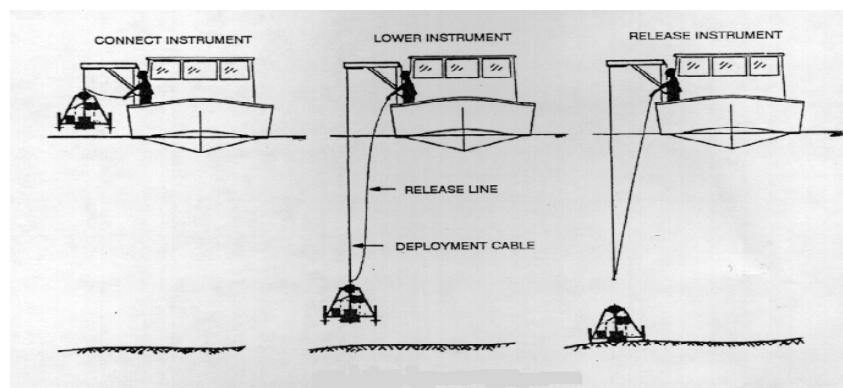 CONNECT INSTRUMENT
LOWER INSTRUMENT
RELEASE INSTRUMENT
RELEASE LINE
DEPLOYMENT CABLE